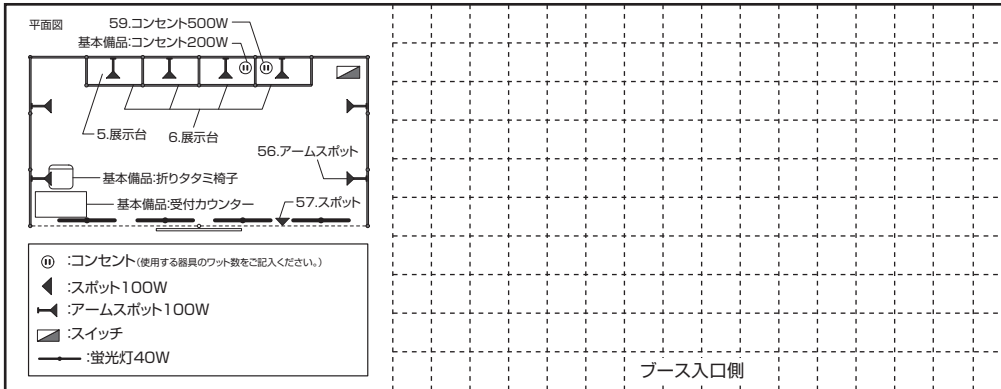 平面図
59.コンセント500W
基本備品:コンセント200W
5.展示台
6.展示台
56.アームスポット
基本備品:折りタタミ椅子
基本備品:受付カウンター
57.スポット
:コンセント(使用する器具のワット数をご記入ください。)
:スポット100W
:アームスポット100W
:スイッチ
:蛍光灯40W
ブース入口側